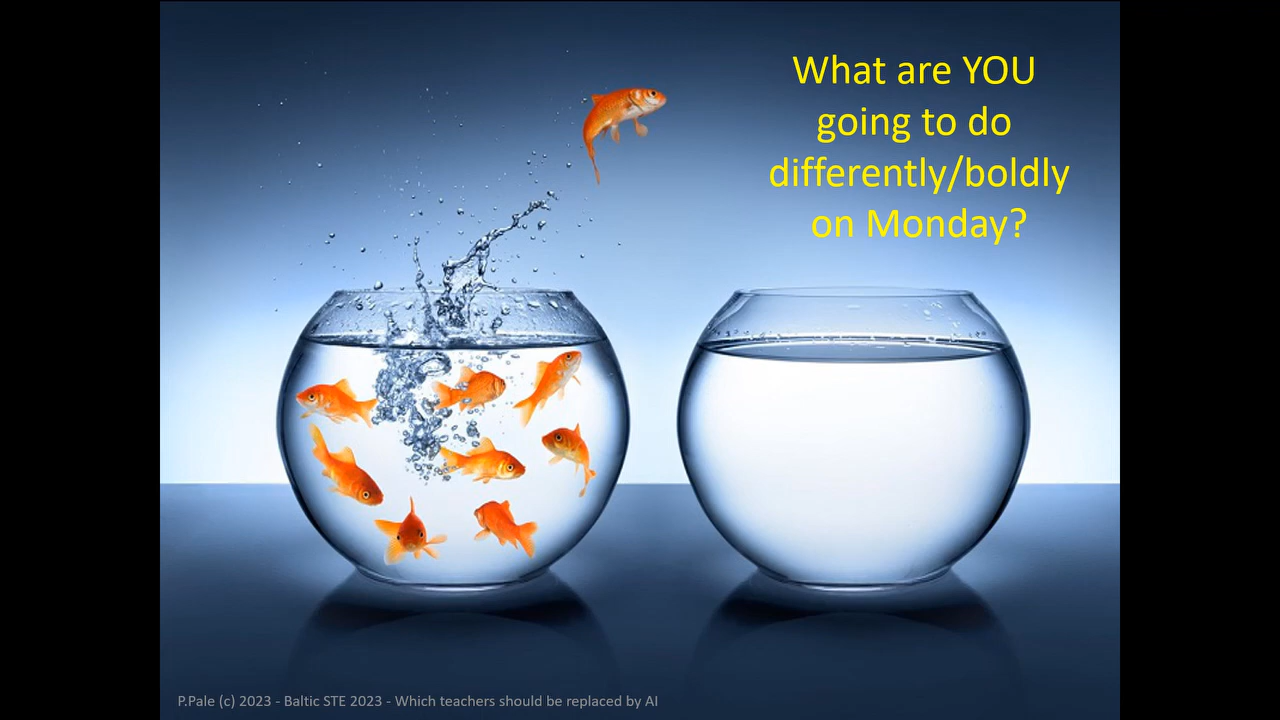 What are YOU
going to do
differently/boldly
on Monday?
P.Pale (c) 2023 - Baltic STE 2023 - Which teachers should be replaced by AI